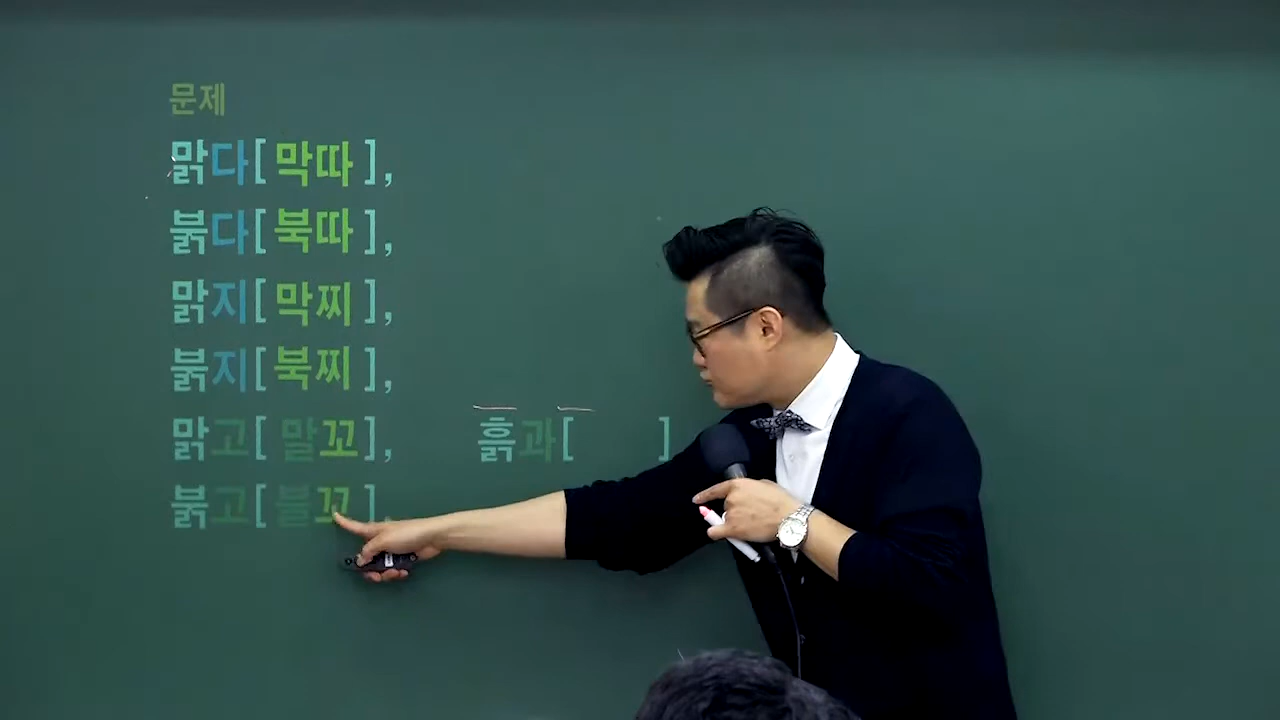 문제
맑다[막따],
붉다[북따],
맑지[막찌],
붉지[북찌],
맑고[말꼬], 흙과[ ]
붉고[불꼬],